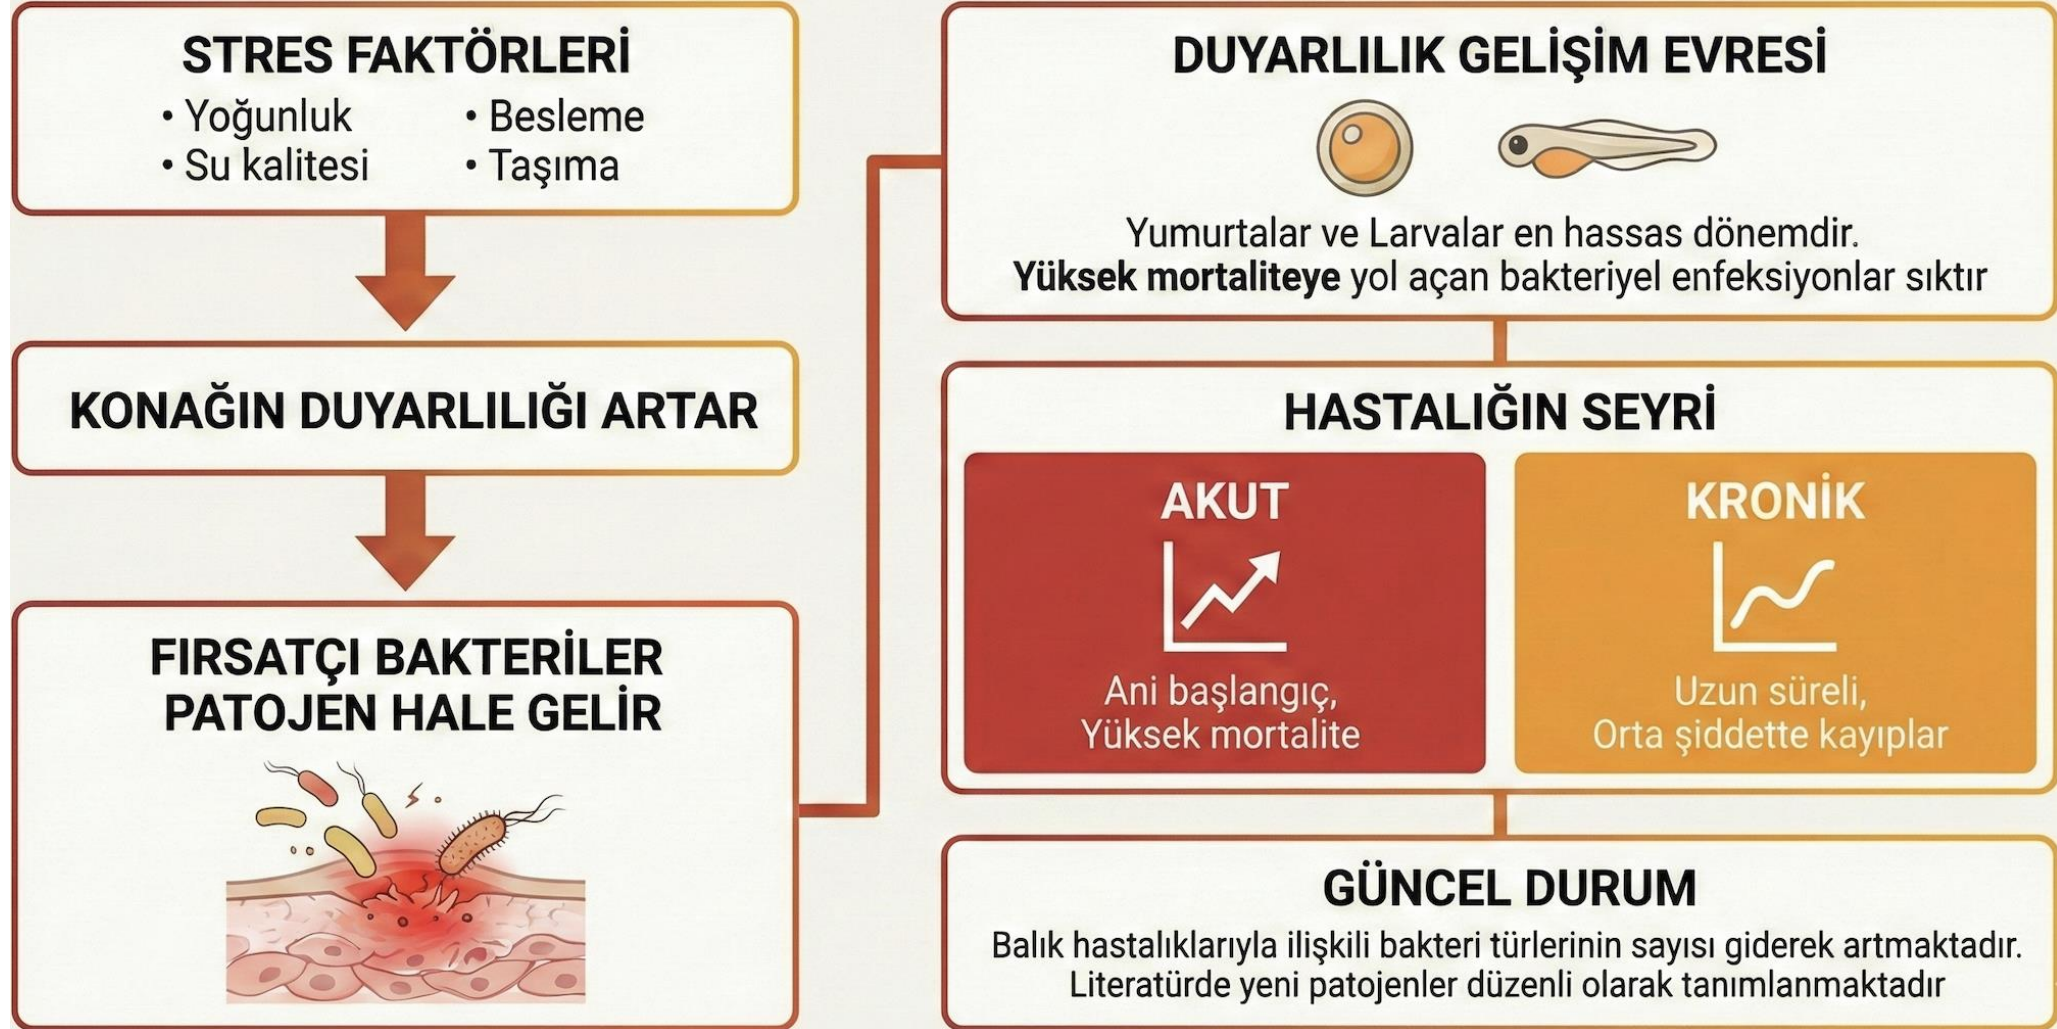 STRES FAKTÖRLERİ
• Yoğunluk
• Besleme
• Su kalitesi
• Taşıma
KONAĞIN DUYARLILIĞI ARTAR
FIRSATÇI BAKTERİLER
PATOJEN HALE GELİR
DUYARLILIK GELİŞİM EVRESİ
Yumurtalar ve Larvalar en hassas dönemdir.
Yüksek mortaliteye yol açan bakteriyel enfeksiyonlar sıktır
HASTALIĞIN SEYRİ
AKUT
Ani başlangıç,
Yüksek mortalite
KRONİK
Uzun süreli,
Orta şiddette kayıplar
GÜNCEL DURUM
Balık hastalıklarıyla ilişkili bakteri türlerinin sayısı giderek artmaktadır.
Literatürde yeni patojenler düzenli olarak tanımlanmaktadır